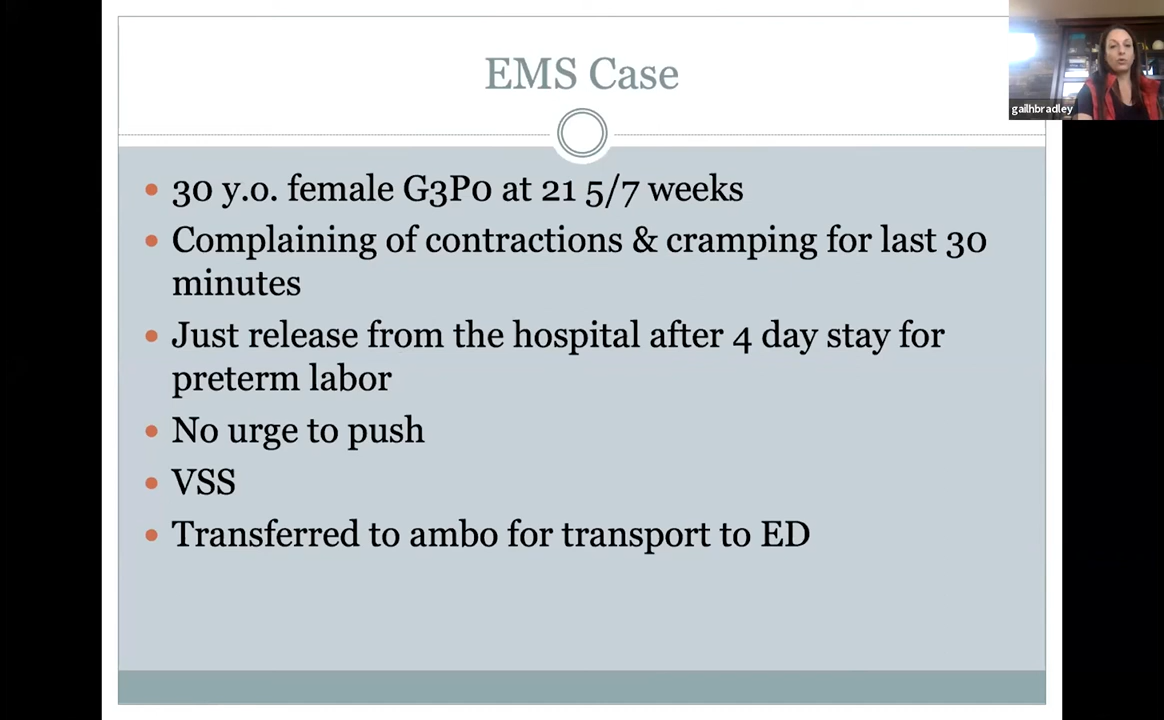 EMS Case
gailhbradley
• 30 y.o. female G3P0 at 21 5/7 weeks
• Complaining of contractions & cramping for last 30
minutes
• Just release from the hospital after 4 day stay for
preterm labor
• No urge to push
• VSS
• Transferred to ambo for transport to ED